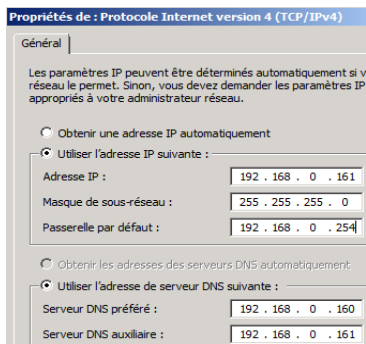 Propriétés de : Protocole Internet version 4 (TCP/IPv4)
Général
Les paramètres IP peuvent être déterminés automatiquement si v
réseau le permet. Sinon, vous devez demander les paramètres IP
appropriés à votre administrateur réseau.
Obtenir une adresse IP automatiquement
Utiliser l'adresse IP suivante :
Adresse IP : 192 . 168 . 0 . 161
Masque de sous-réseau : 255 . 255 . 255 . 0
Passerelle par défaut : 192 . 168 . 0 . 254
Obtenir les adresses des serveurs DNS automatiquement
Utiliser l'adresse de serveur DNS suivante :
Serveur DNS préféré : 192 . 168 . 0 . 160
Serveur DNS auxiliaire : 192 . 168 . 0 . 161